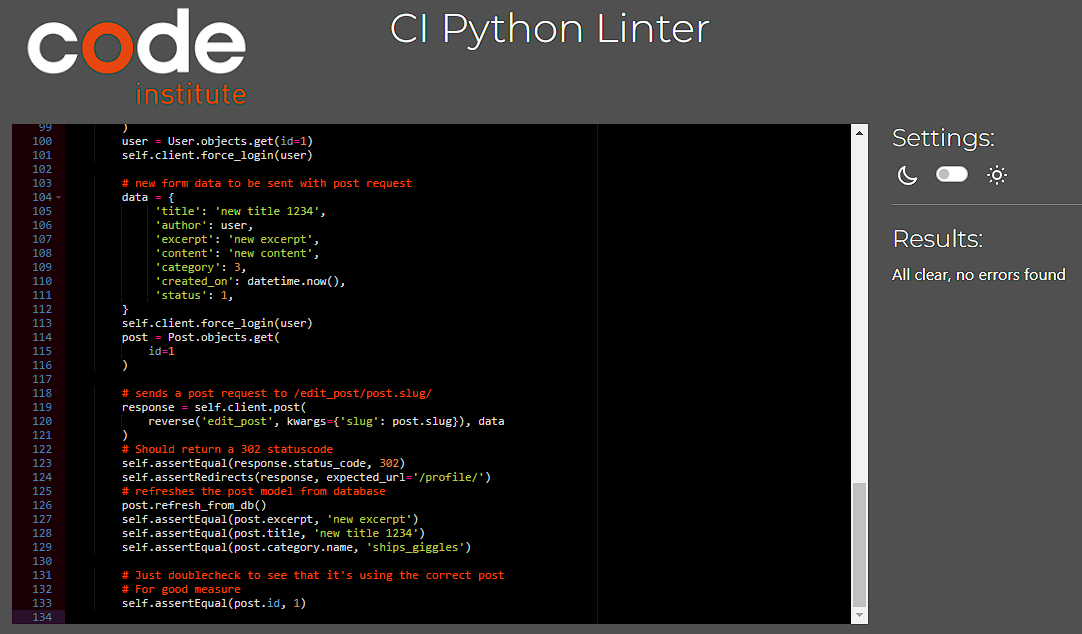 code
institute
CI Python Linter
99 )
100 user = User.objects.get(id=1)
101 self.client.force_login(user)
102
103 # new form data to be sent with post request
104 data = {
105 'title': 'new title 1234',
106 'author': user,
107 'excerpt': 'new excerpt',
108 'content': 'new content',
109 'category': 3,
110 'created_on': datetime.now(),
111 'status': 1,
112 }
113 self.client.force_login(user)
114 post = Post.objects.get(
115 id=1
116 )
117
118 # sends a post request to /edit_post/post.slug/
119 response = self.client.post(
120 reverse('edit_post', kwargs={'slug': post.slug}), data
121 )
122 # Should return a 302 statuscode
123 self.assertEqual(response.status_code, 302)
124 self.assertRedirects(response, expected_url='/profile/')
125 # refreshes the post model from database
126 post.refresh_from_db()
127 self.assertEqual(post.excerpt, 'new excerpt')
128 self.assertEqual(post.title, 'new title 1234')
129 self.assertEqual(post.category.name, 'ships_giggles')
130
131 # Just doublecheck to see that it's using the correct post
132 # For good measure
133 self.assertEqual(post.id, 1)
134
Settings:
Results:
All clear, no errors found